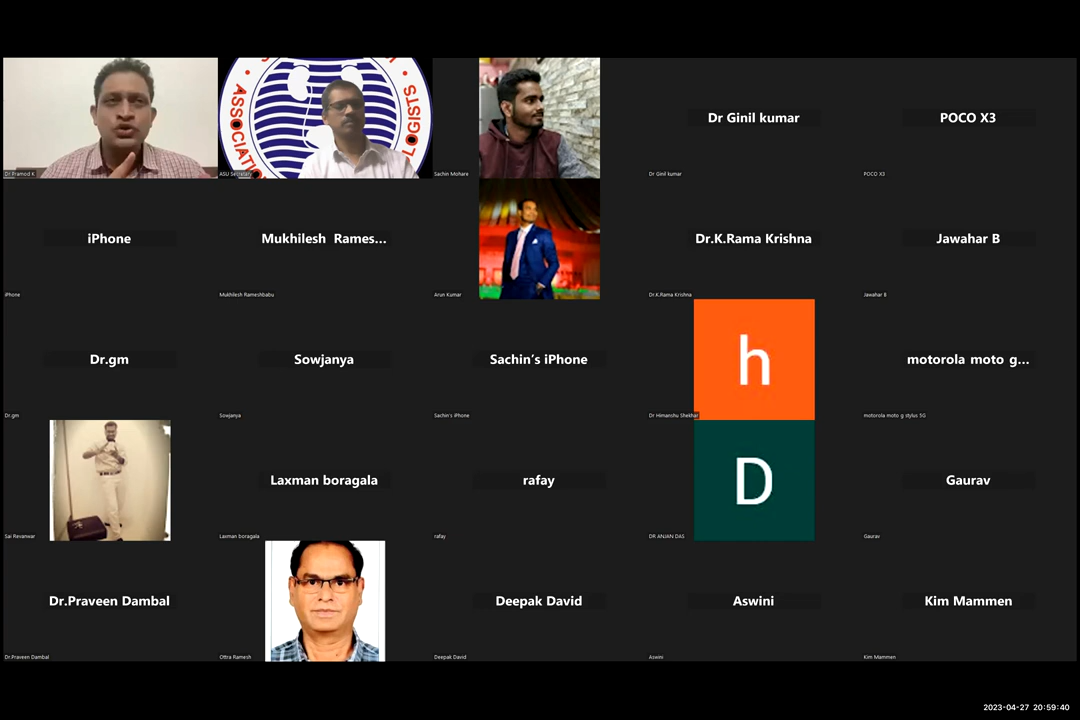 ASSOCIATIO
LOGISTS
Dr Pramod K
ASU Secretary
Sachin Mohare
Dr Ginil kumar
Dr Ginil kumar
POCO X3
POCO X3
iPhone
iPhone
Mukhilesh Rames...
Mukhilesh Rameshbabu
Arun Kumar
Dr.K.Rama Krishna
Dr.K.Rama Krishna
Jawahar B
Jawahar B
Dr.gm
Dr.gm
Sowjanya
Sowjanya
Sachin's iPhone
Sachin's iPhone
h
Dr Himanshu Shekhar
motorola moto g...
motorola moto g stylus 5G
Sai Revanwar
Laxman boragala
Laxman boragala
rafay
rafay
D
DR ANJAN DAS
Gaurav
Gaurav
Dr.Praveen Dambal
Dr.Praveen Dambal
Ottra Ramesh
Deepak David
Deepak David
Aswini
Aswini
Kim Mammen
Kim Mammen
2023-04-27 20:59:40